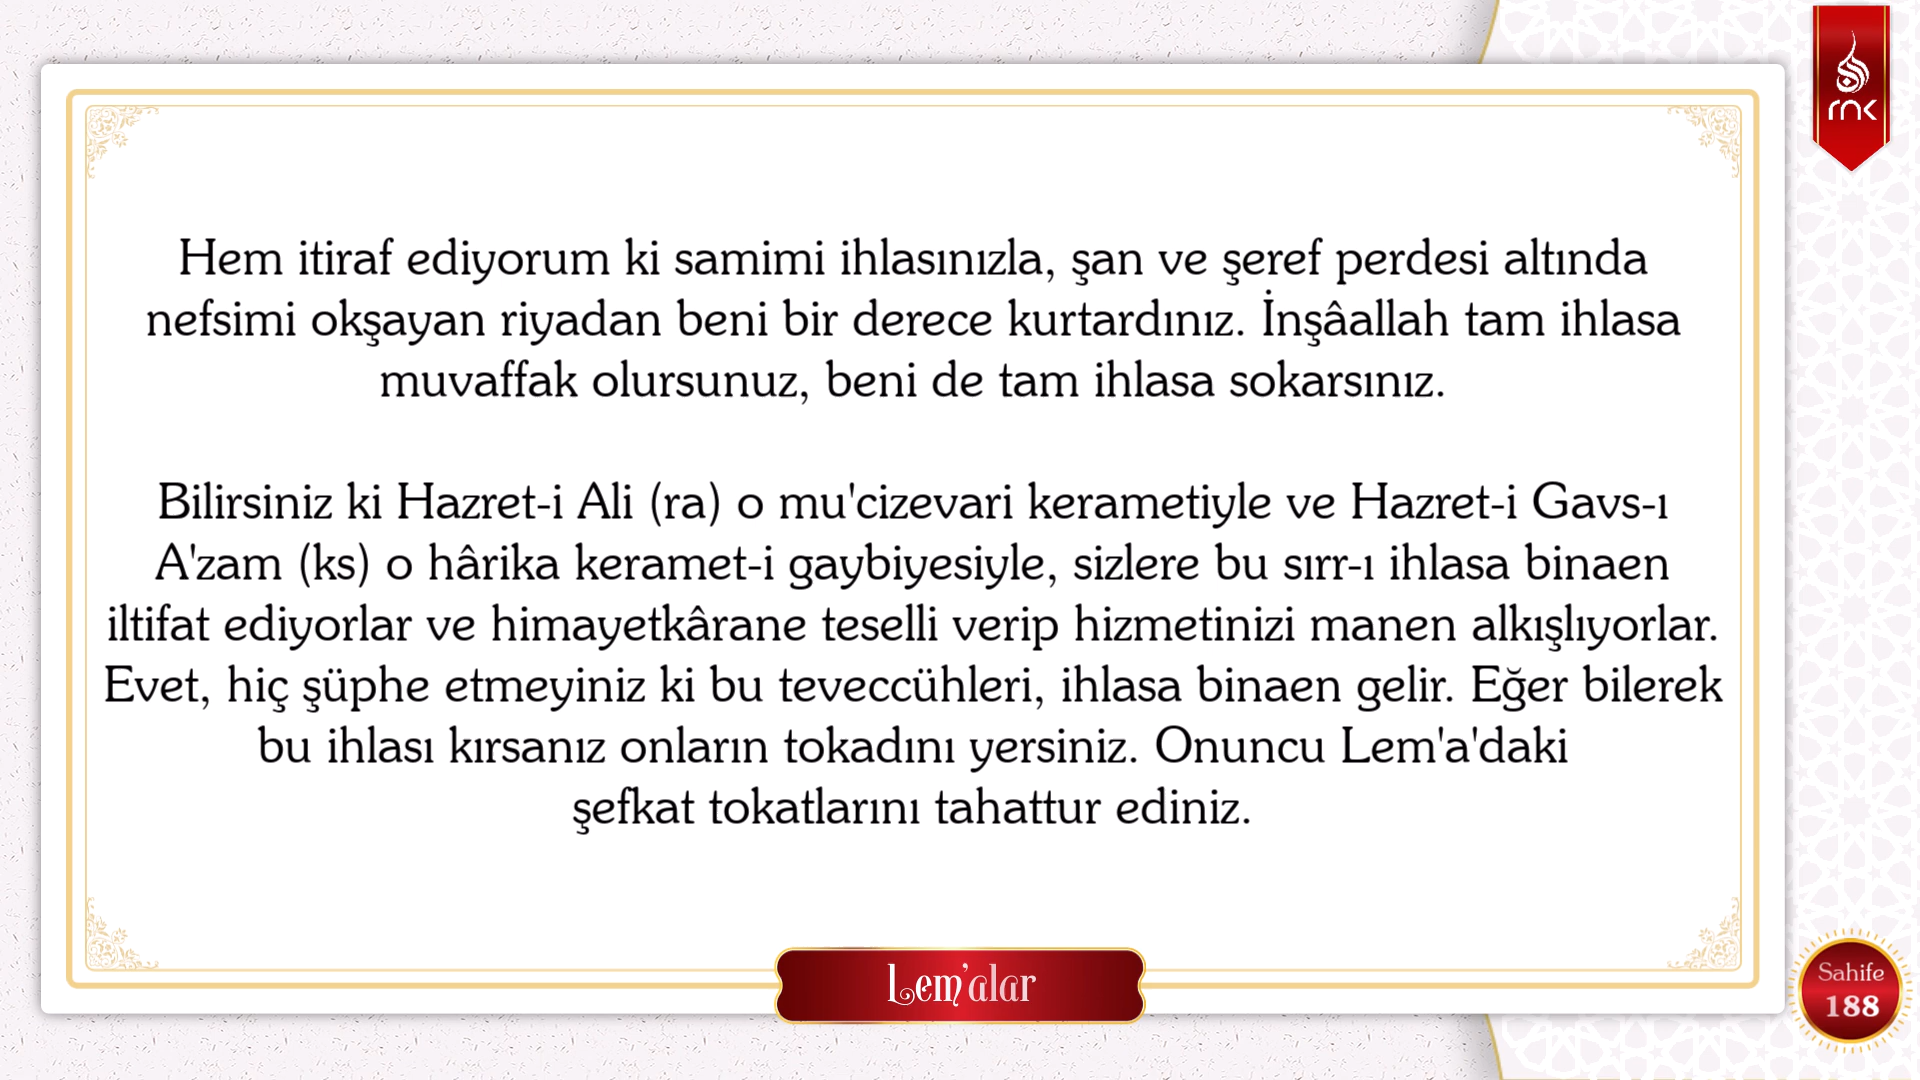 rnk
Hem itiraf ediyorum ki samimi ihlasınızla, şan ve şeref perdesi altında
nefsimi okşayan riyadan beni bir derece kurtardınız. İnşâallah tam ihlasa
muvaffak olursunuz, beni de tam ihlasa sokarsınız.
Bilirsiniz ki Hazret-i Ali (ra) o mu'cizevari kerametiyle ve Hazret-i Gavs-ı
A'zam (ks) o hârika keramet-i gaybiyesiyle, sizlere bu sırr-ı ihlasa binaen
iltifat ediyorlar ve himayetkârane teselli verip hizmetinizi manen alkışlıyorlar.
Evet, hiç şüphe etmeyiniz ki bu teveccühleri, ihlasa binaen gelir. Eğer bilerek
bu ihlası kırsanız onların tokadını yersiniz. Onuncu Lem'a'daki
şefkat tokatlarını tahattur ediniz.
Lem'alar
Sahife
188